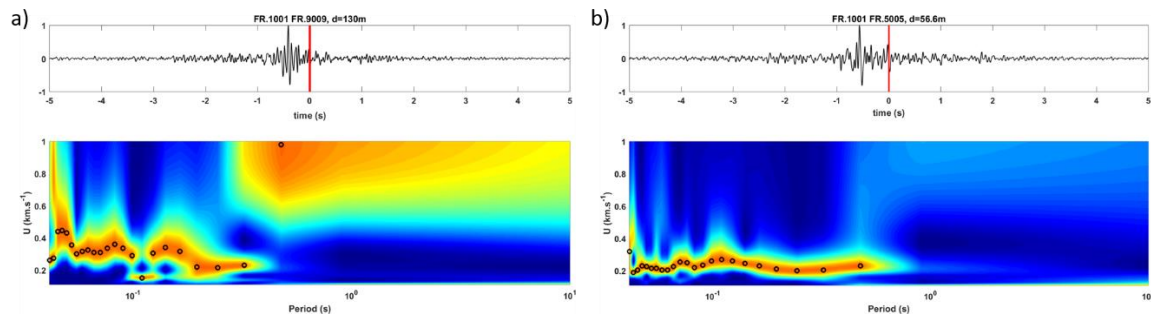 a)
FR.1001 FR.9009, d=130m
1
0
-1
-5 -4 -3 -2 -1 0 1 2 3 4 5
time (s)
U (km.s⁻¹)
1
0.8
0.6
0.4
0.2
10⁻¹ 10⁰ 10¹
Period (s)
b)
FR.1001 FR.5005, d=56.6m
1
0
-1
-5 -4 -3 -2 -1 0 1 2 3 4 5
time (s)
U (km.s⁻¹)
1
0.8
0.6
0.4
0.2
10⁻¹ 10⁰ 10
Period (s)